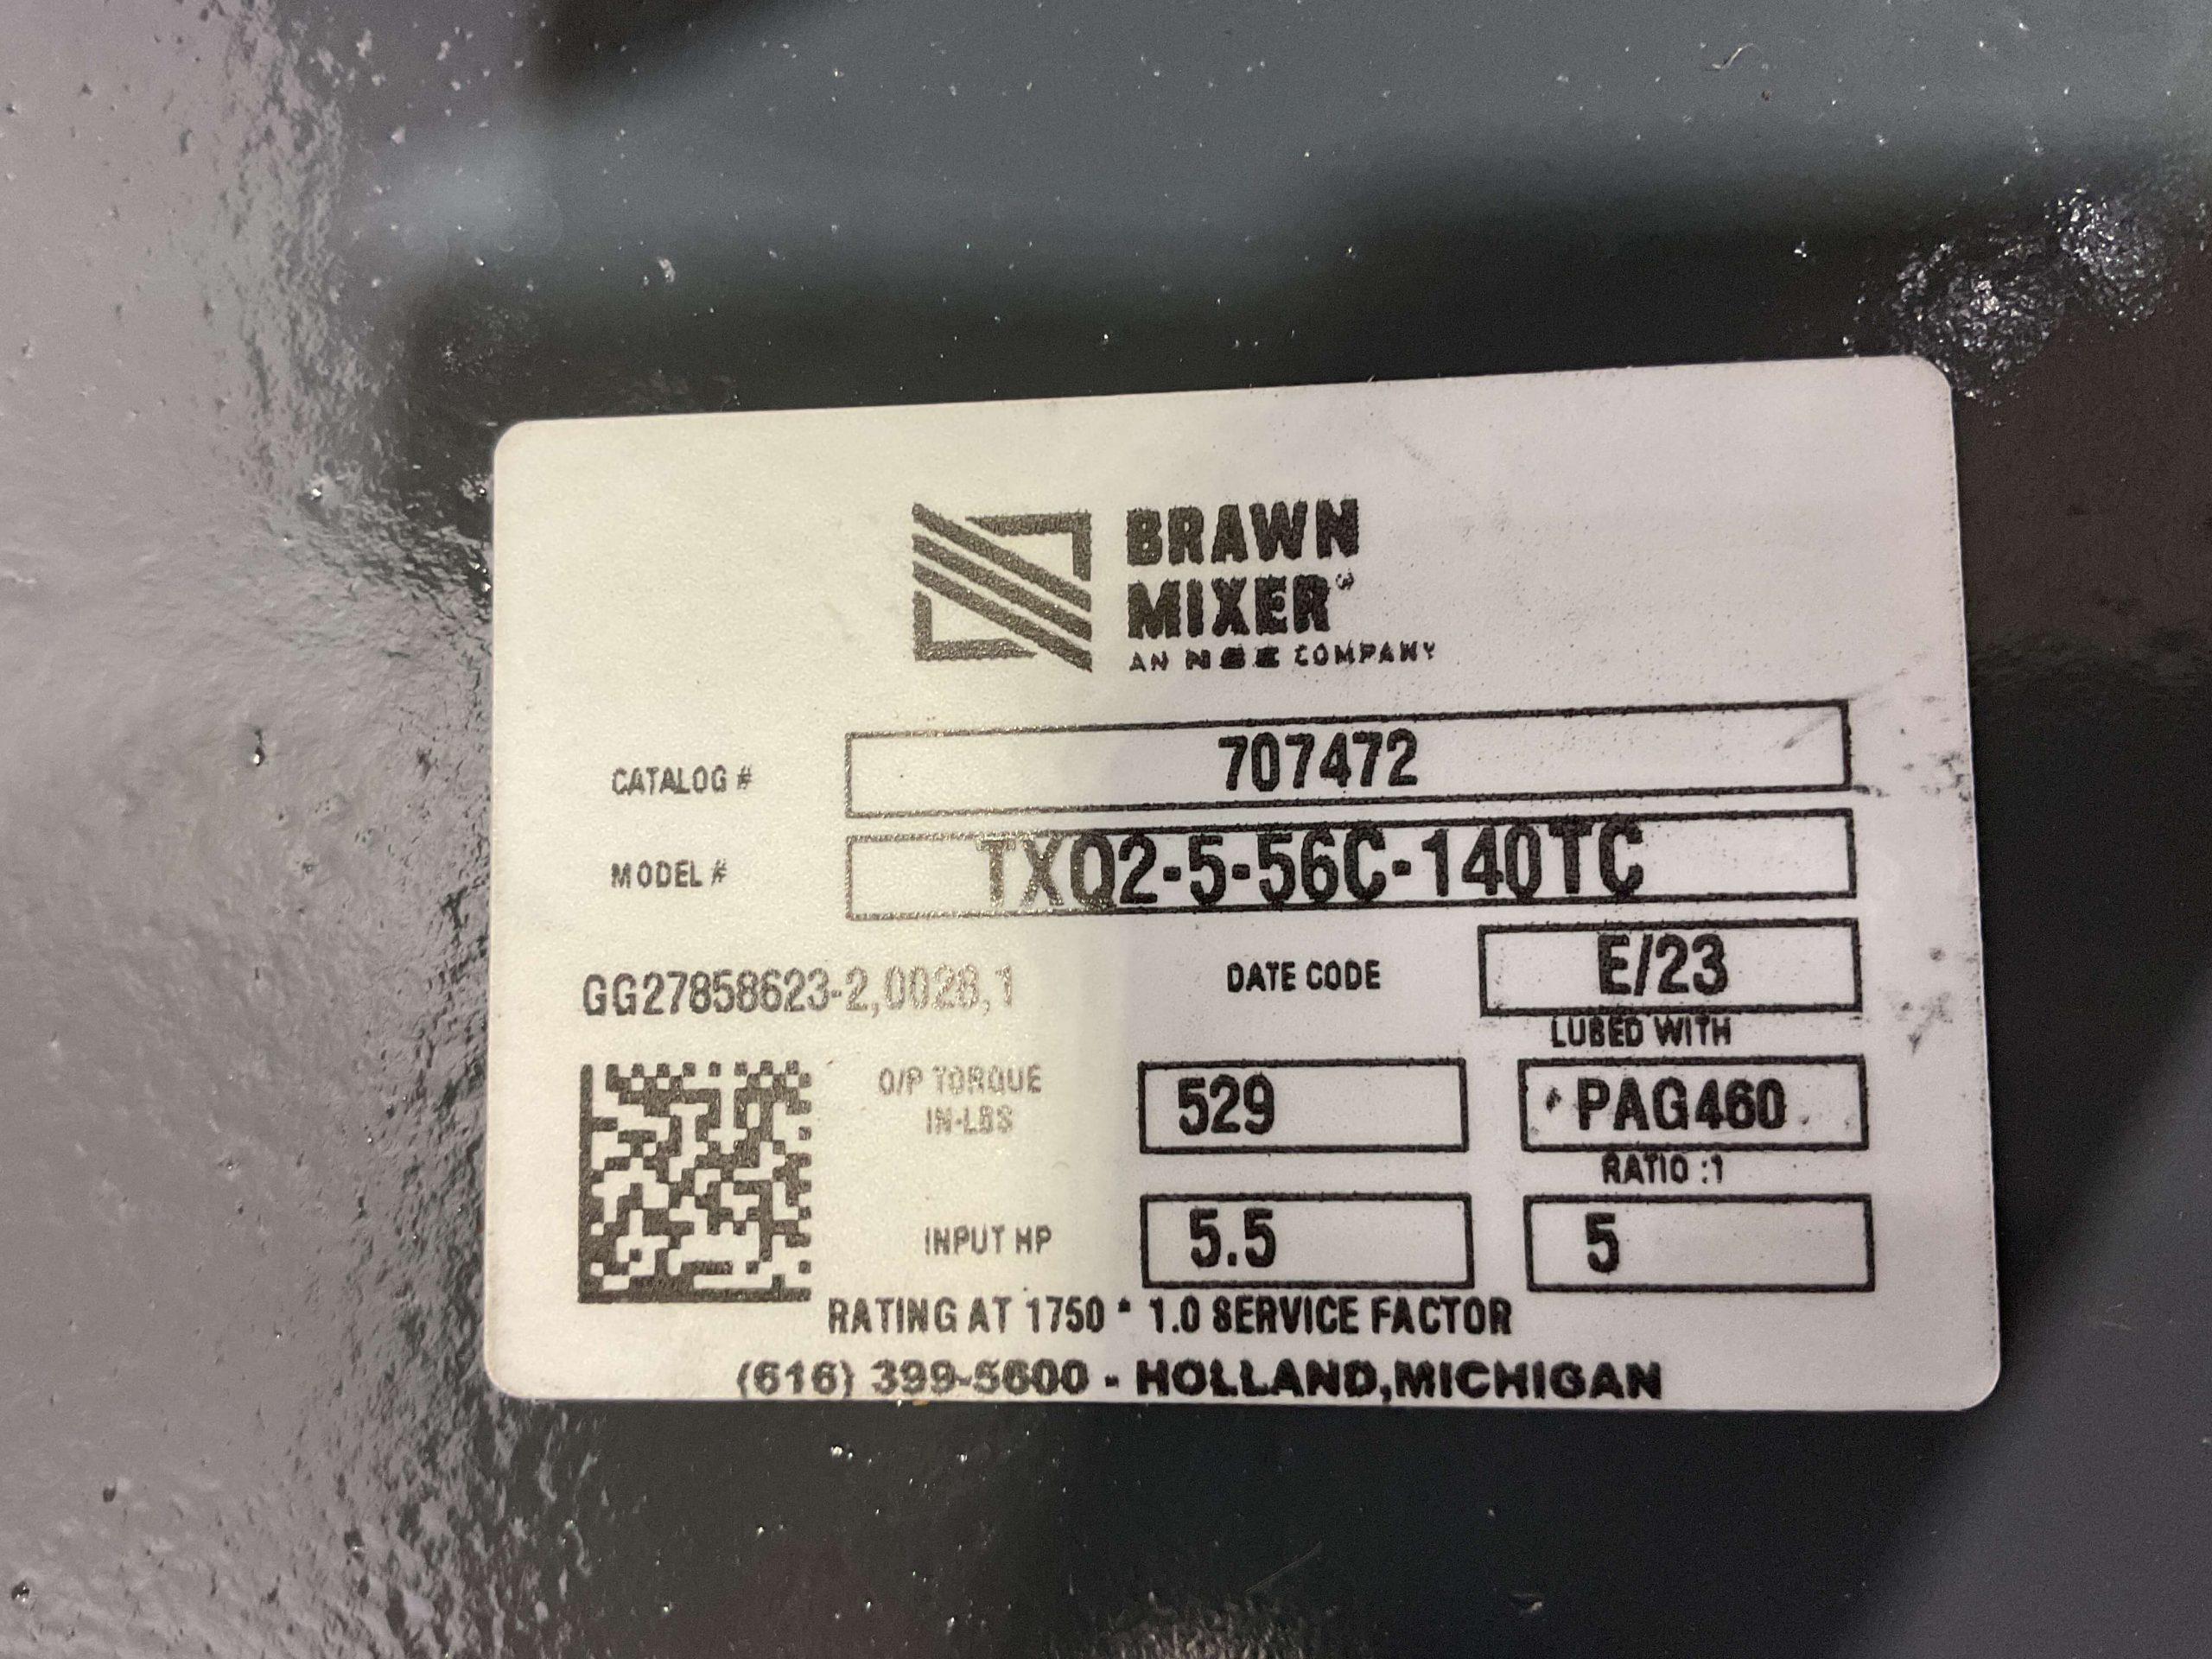 BRAWN
MIXER
AN COMPANY
CATALOG # 707472
MODEL # TXQ2-5-56C-140TC
GG27858623-2,0028,1 DATE CODE E/23
LUBED WITH
O/P TORQUE
IN-LBS 529 PAG460
RATIO :1
INPUT HP 5.5 5
RATING AT 1750 * 1.0 SERVICE FACTOR
(616) 399-5600 - HOLLAND,MICHIGAN